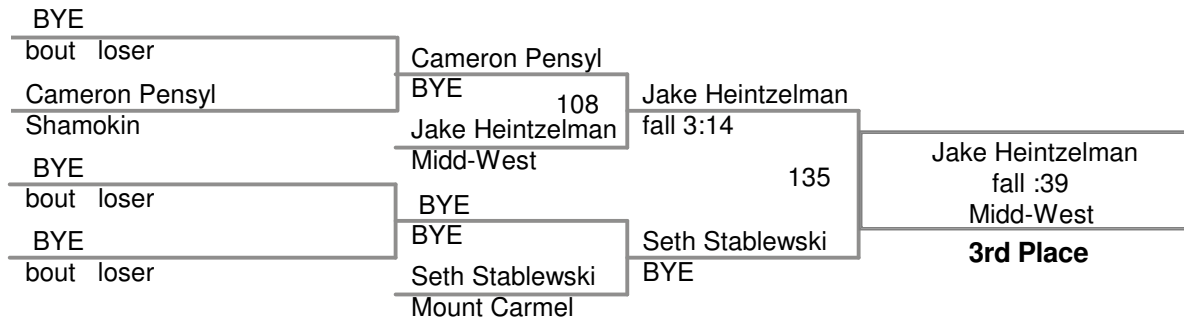 BYE
bout loser
Cameron Pensyl
Shamokin
BYE
bout loser
BYE
bout loser
Cameron Pensyl
BYE
108
Jake Heintzelman
Midd-West
BYE
BYE
Seth Stablewski
Mount Carmel
Jake Heintzelman
fall 3:14
135
Seth Stablewski
BYE
Jake Heintzelman
fall :39
Midd-West
3rd Place